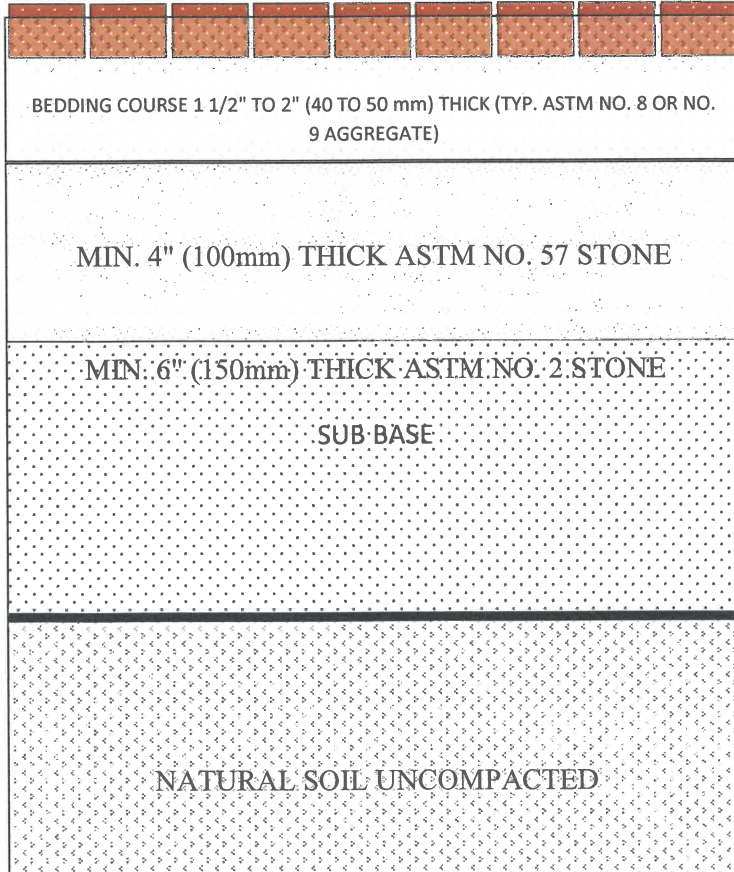 BEDDING COURSE 1 1/2" TO 2" (40 TO 50 mm) THICK (TYP. ASTM NO. 8 OR NO.
9 AGGREGATE)
MIN. 4" (100mm) THICK ASTM NO. 57 STONE
MIN. 6" (150mm) THICK ASTM NO. 2 STONE
SUB BASE
NATURAL SOIL UNCOMPACTED